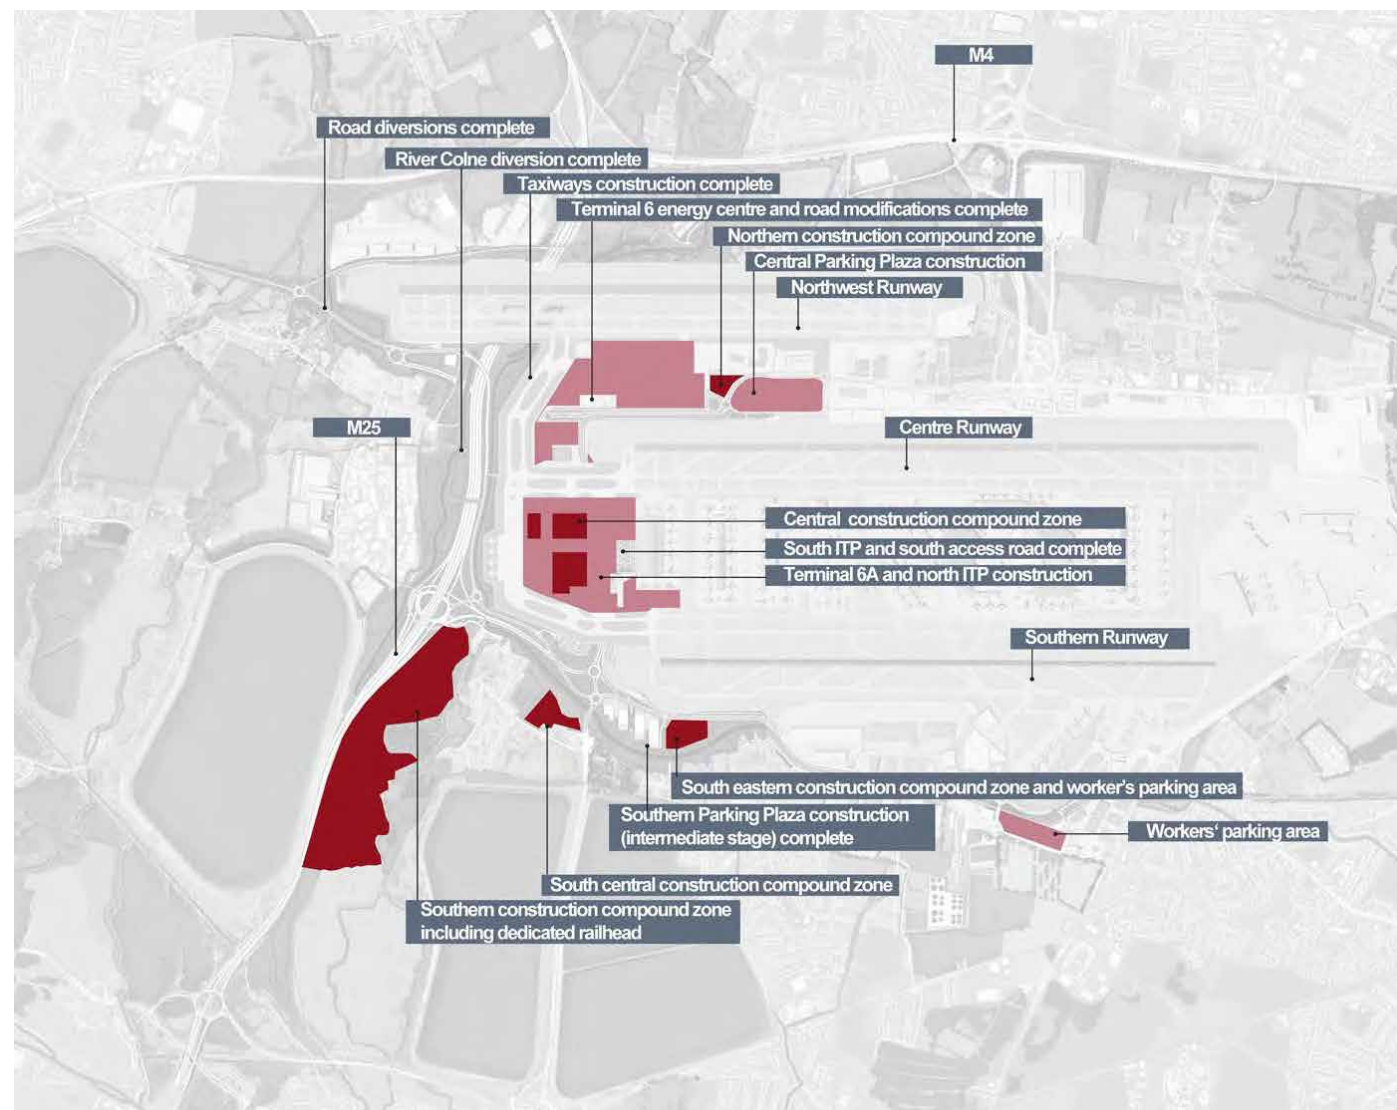 M4
Road diversions complete
River Colne diversion complete
Taxiways construction complete
Terminal 6 energy centre and road modifications complete
Northern construction compound zone
Central Parking Plaza construction
Northwest Runway
M25
Centre Runway
Central construction compound zone
South ITP and south access road complete
Terminal 6A and north ITP construction
Southern Runway
South eastern construction compound zone and worker's parking area
Southern Parking Plaza construction
(intermediate stage) complete
Workers' parking area
South central construction compound zone
Southern construction compound zone
including dedicated railhead